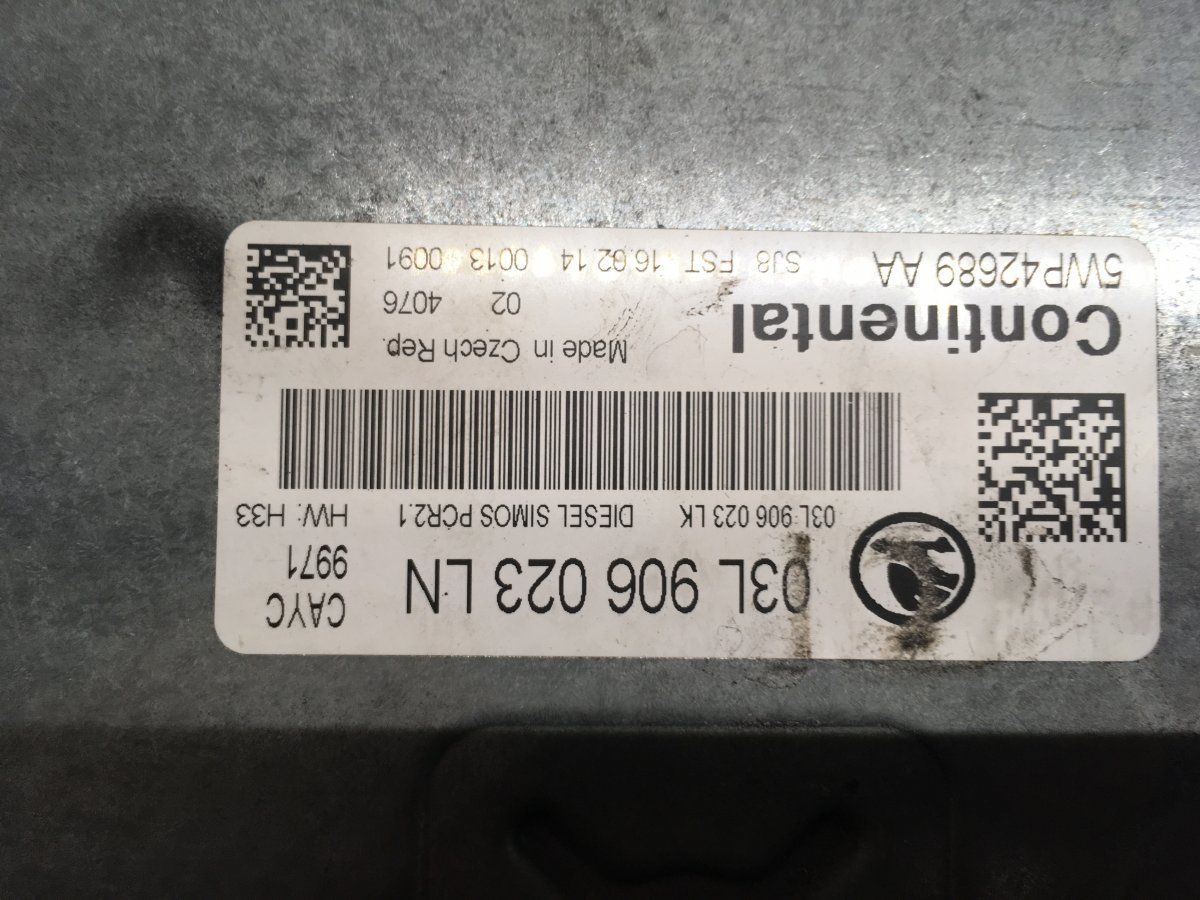 CAYC
9971
03L 906 023 LN
03L 906 023 LK DIESEL SIMOS PCR2.1 HW: H33
Made in Czech Rep.
Continental
02 4076
5WP42689 AA SJ8 FST 16.02.14 0013 0091